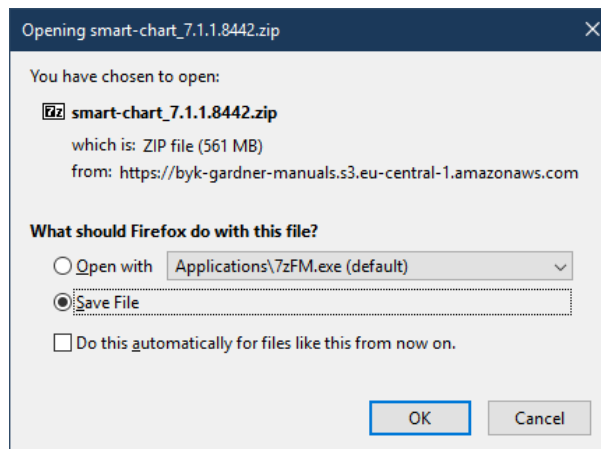 Opening smart-chart_7.1.1.8442.zip
You have chosen to open:
7z smart-chart_7.1.1.8442.zip
which is: ZIP file (561 MB)
from: https://byk-gardner-manuals.s3.eu-central-1.amazonaws.com
What should Firefox do with this file?
Open with Applications\7zFM.exe (default)
Save File
Do this automatically for files like this from now on.
OK Cancel